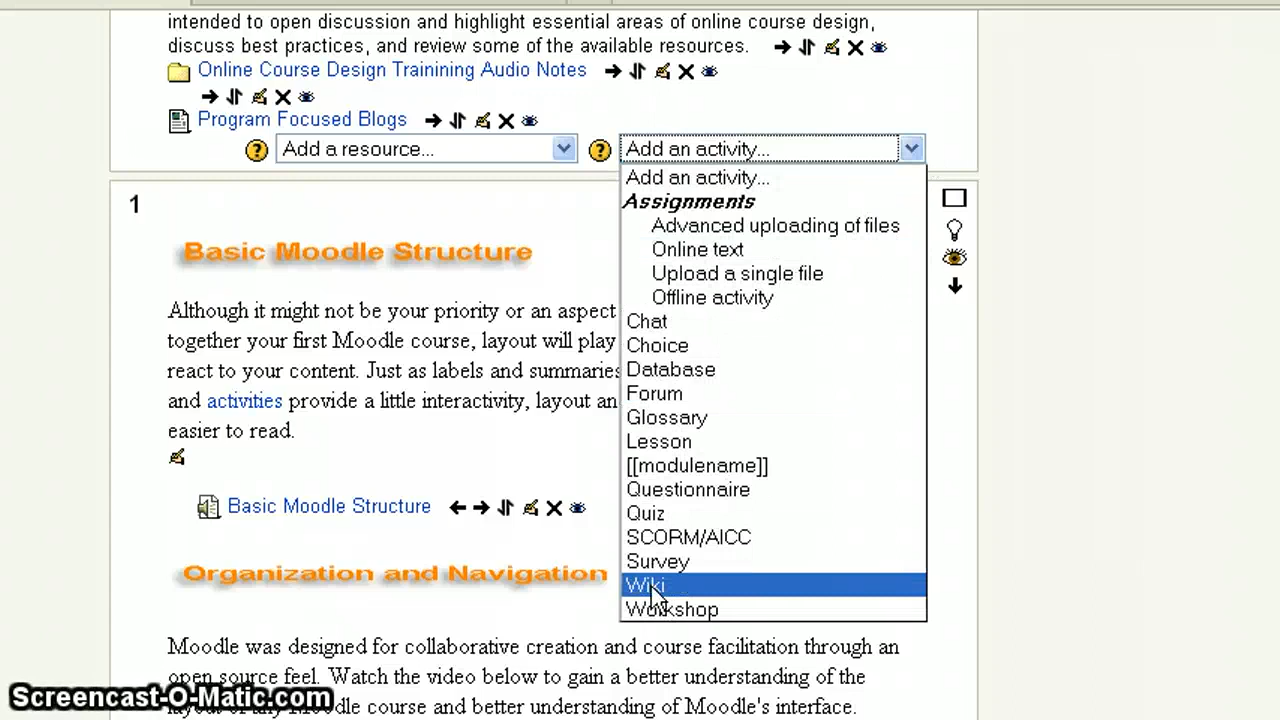 intended to open discussion and highlight essential areas of online course design,
discuss best practices, and review some of the available resources.
Online Course Design Trainining Audio Notes
Program Focused Blogs
Add a resource... Add an activity...
Add an activity...
Assignments
Advanced uploading of files
Online text
Upload a single file
Offline activity
Chat
Choice
Database
Forum
Glossary
Lesson
[[modulename]]
Questionnaire
Quiz
SCORM/AICC
Survey
Wiki
Workshop
1
Basic Moodle Structure
Although it might not be your priority or an aspect
together your first Moodle course, layout will play
react to your content. Just as labels and summaries
and activities provide a little interactivity, layout an
easier to read.
Basic Moodle Structure
Organization and Navigation
Moodle was designed for collaborative creation and course facilitation through an
open source feel. Watch the video below to gain a better understanding of the
layout of any Moodle course and better understanding of Moodle's interface.
Screencast-O-Matic.com